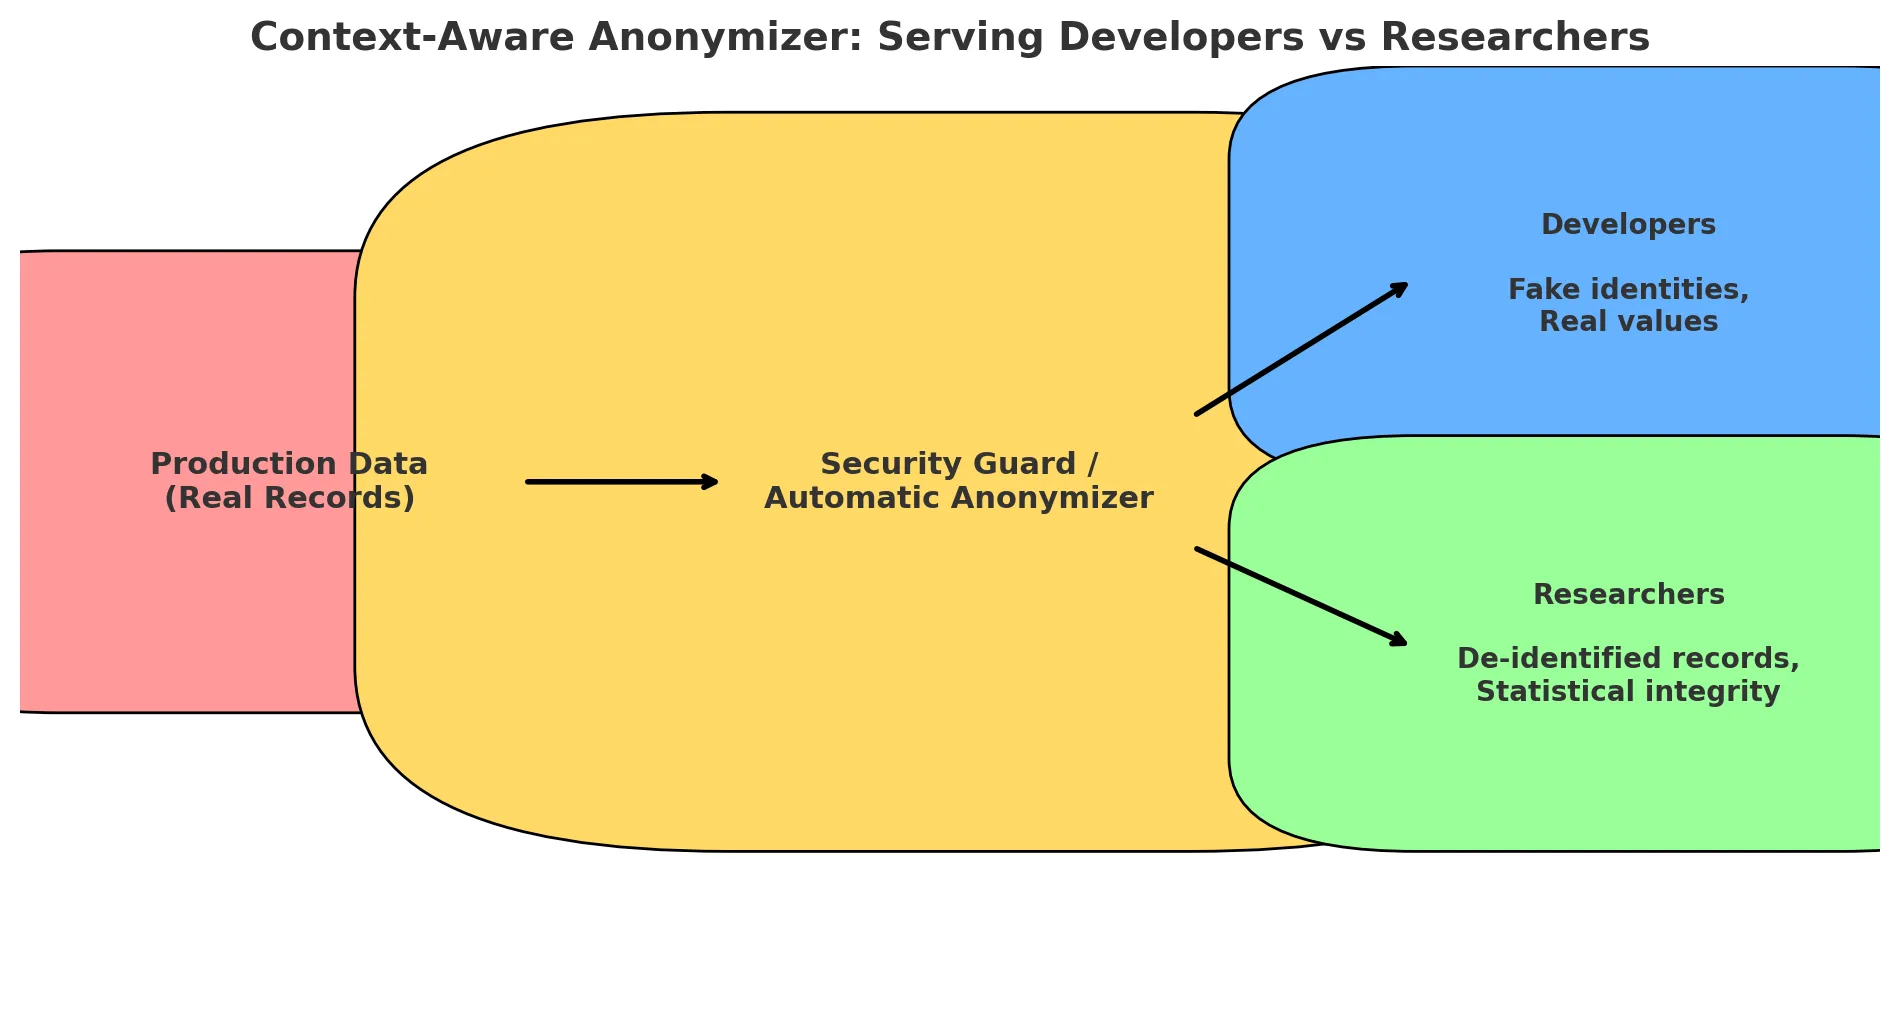 Context-Aware Anonymizer: Serving Developers vs Researchers
Production Data
(Real Records)
Security Guard /
Automatic Anonymizer
Developers
Fake identities,
Real values
Researchers
De-identified records,
Statistical integrity